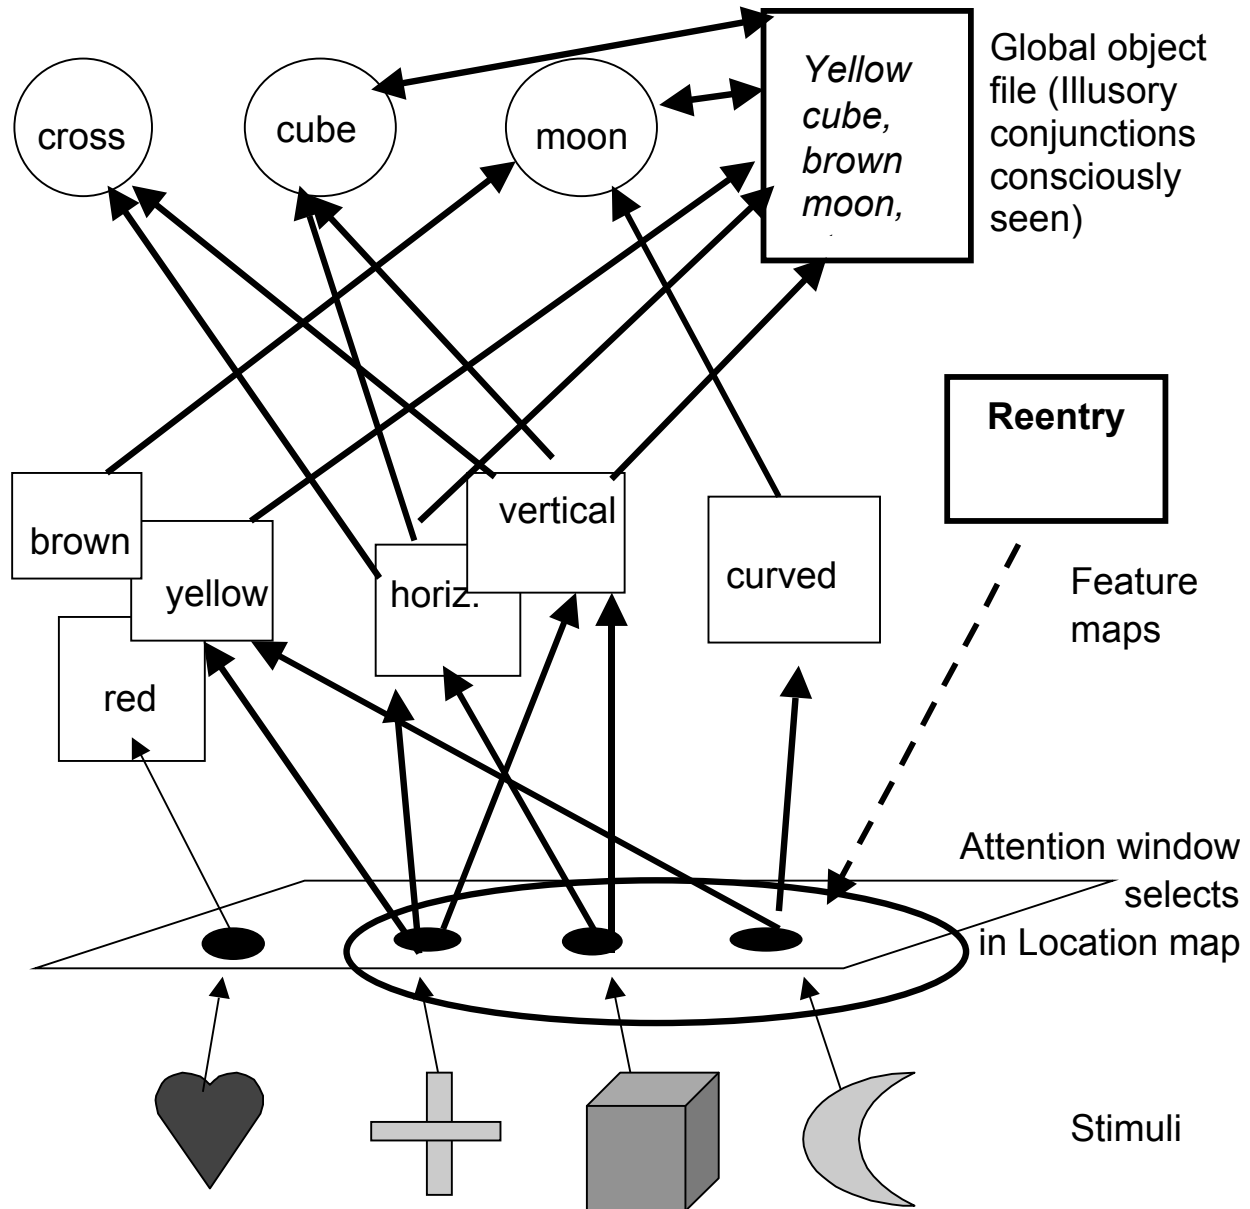 cross
cube
moon
Yellow
cube,
brown
moon,
Global object
file (Illusory
conjunctions
consciously
seen)
Reentry
brown
yellow
red
horiz.
vertical
curved
Feature
maps
Attention window
selects
in Location map
Stimuli